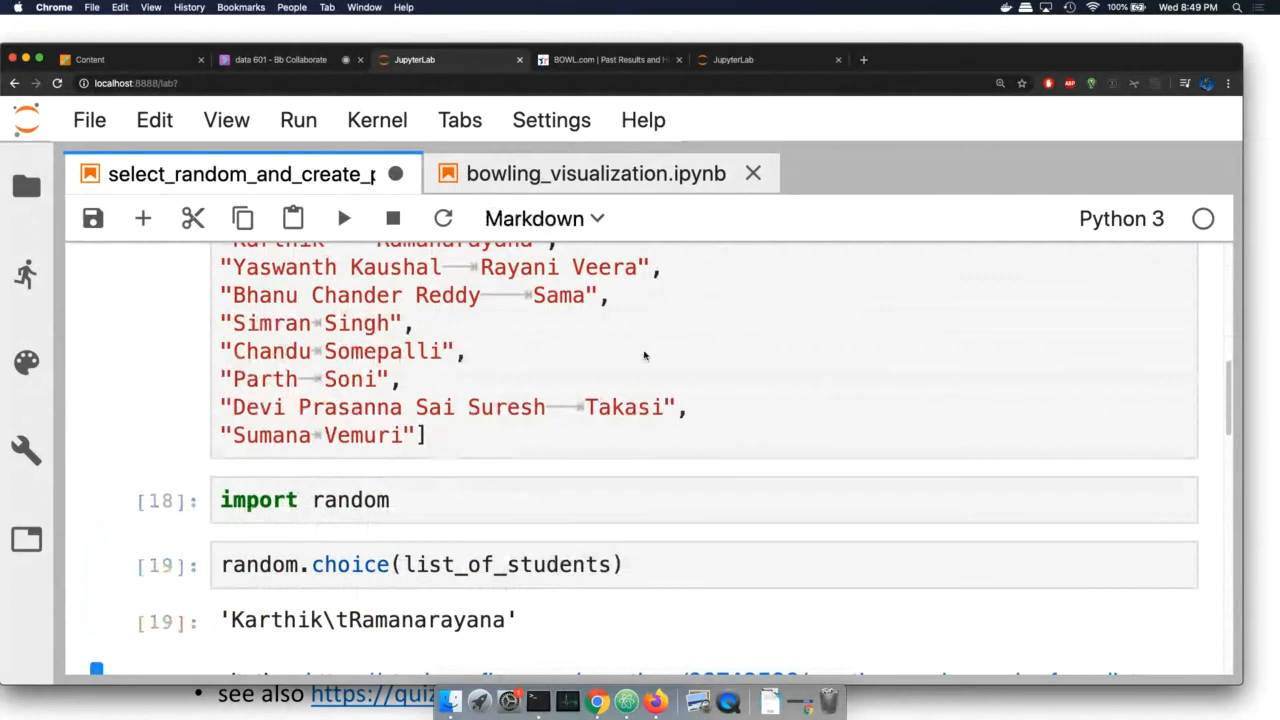 Chrome File Edit View History Bookmarks People Tab Window Help 100% Wed 8:49 PM
Content data 601 - Bb Collaborate JupyterLab BOWL.com | Past Results and H JupyterLab
localhost:8888/lab?
File Edit View Run Kernel Tabs Settings Help
select_random_and_create_p bowling_visualization.ipynb
Markdown Python 3
"Karthik Ramanarayana",
"Yaswanth Kaushal Rayani Veera",
"Bhanu Chander Reddy Sama",
"Simran Singh",
"Chandu Somepalli",
"Parth Soni",
"Devi Prasanna Sai Suresh Takasi",
"Sumana Vemuri"]
[18]: import random
[19]: random.choice(list_of_students)
[19]: 'Karthik\tRamanarayana'
• see also https://quiz